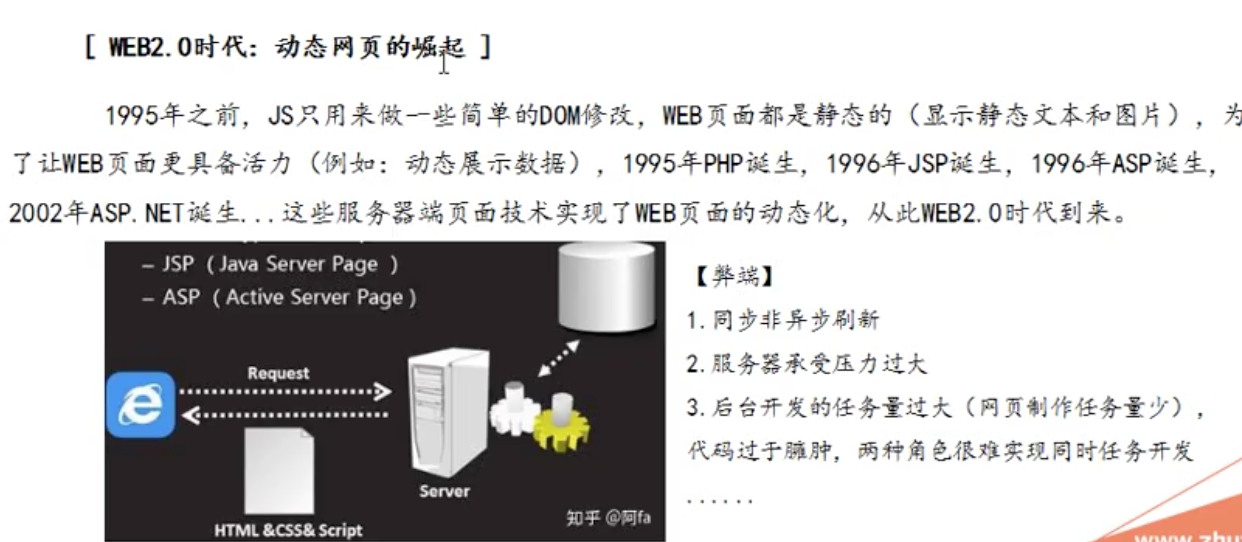 [ WEB2.0时代: 动态网页的崛起 ]
1995年之前, JS只用来做一些简单的DOM修改, WEB页面都是静态的（显示静态文本和图片）, 为
了让WEB页面更具备活力（例如: 动态展示数据）, 1995年PHP诞生, 1996年JSP诞生, 1996年ASP诞生,
2002年ASP.NET诞生...这些服务器端页面技术实现了WEB页面的动态化, 从此WEB2.0时代到来。
– JSP （Java Server Page ）
– ASP （Active Server Page）
Request
Server
HTML &CSS& Script
知乎 @阿fa
【弊端】
1.同步非异步刷新
2.服务器承受压力过大
3.后台开发的任务量过大（网页制作任务量少）,
代码过于臃肿, 两种角色很难实现同时任务开发
......